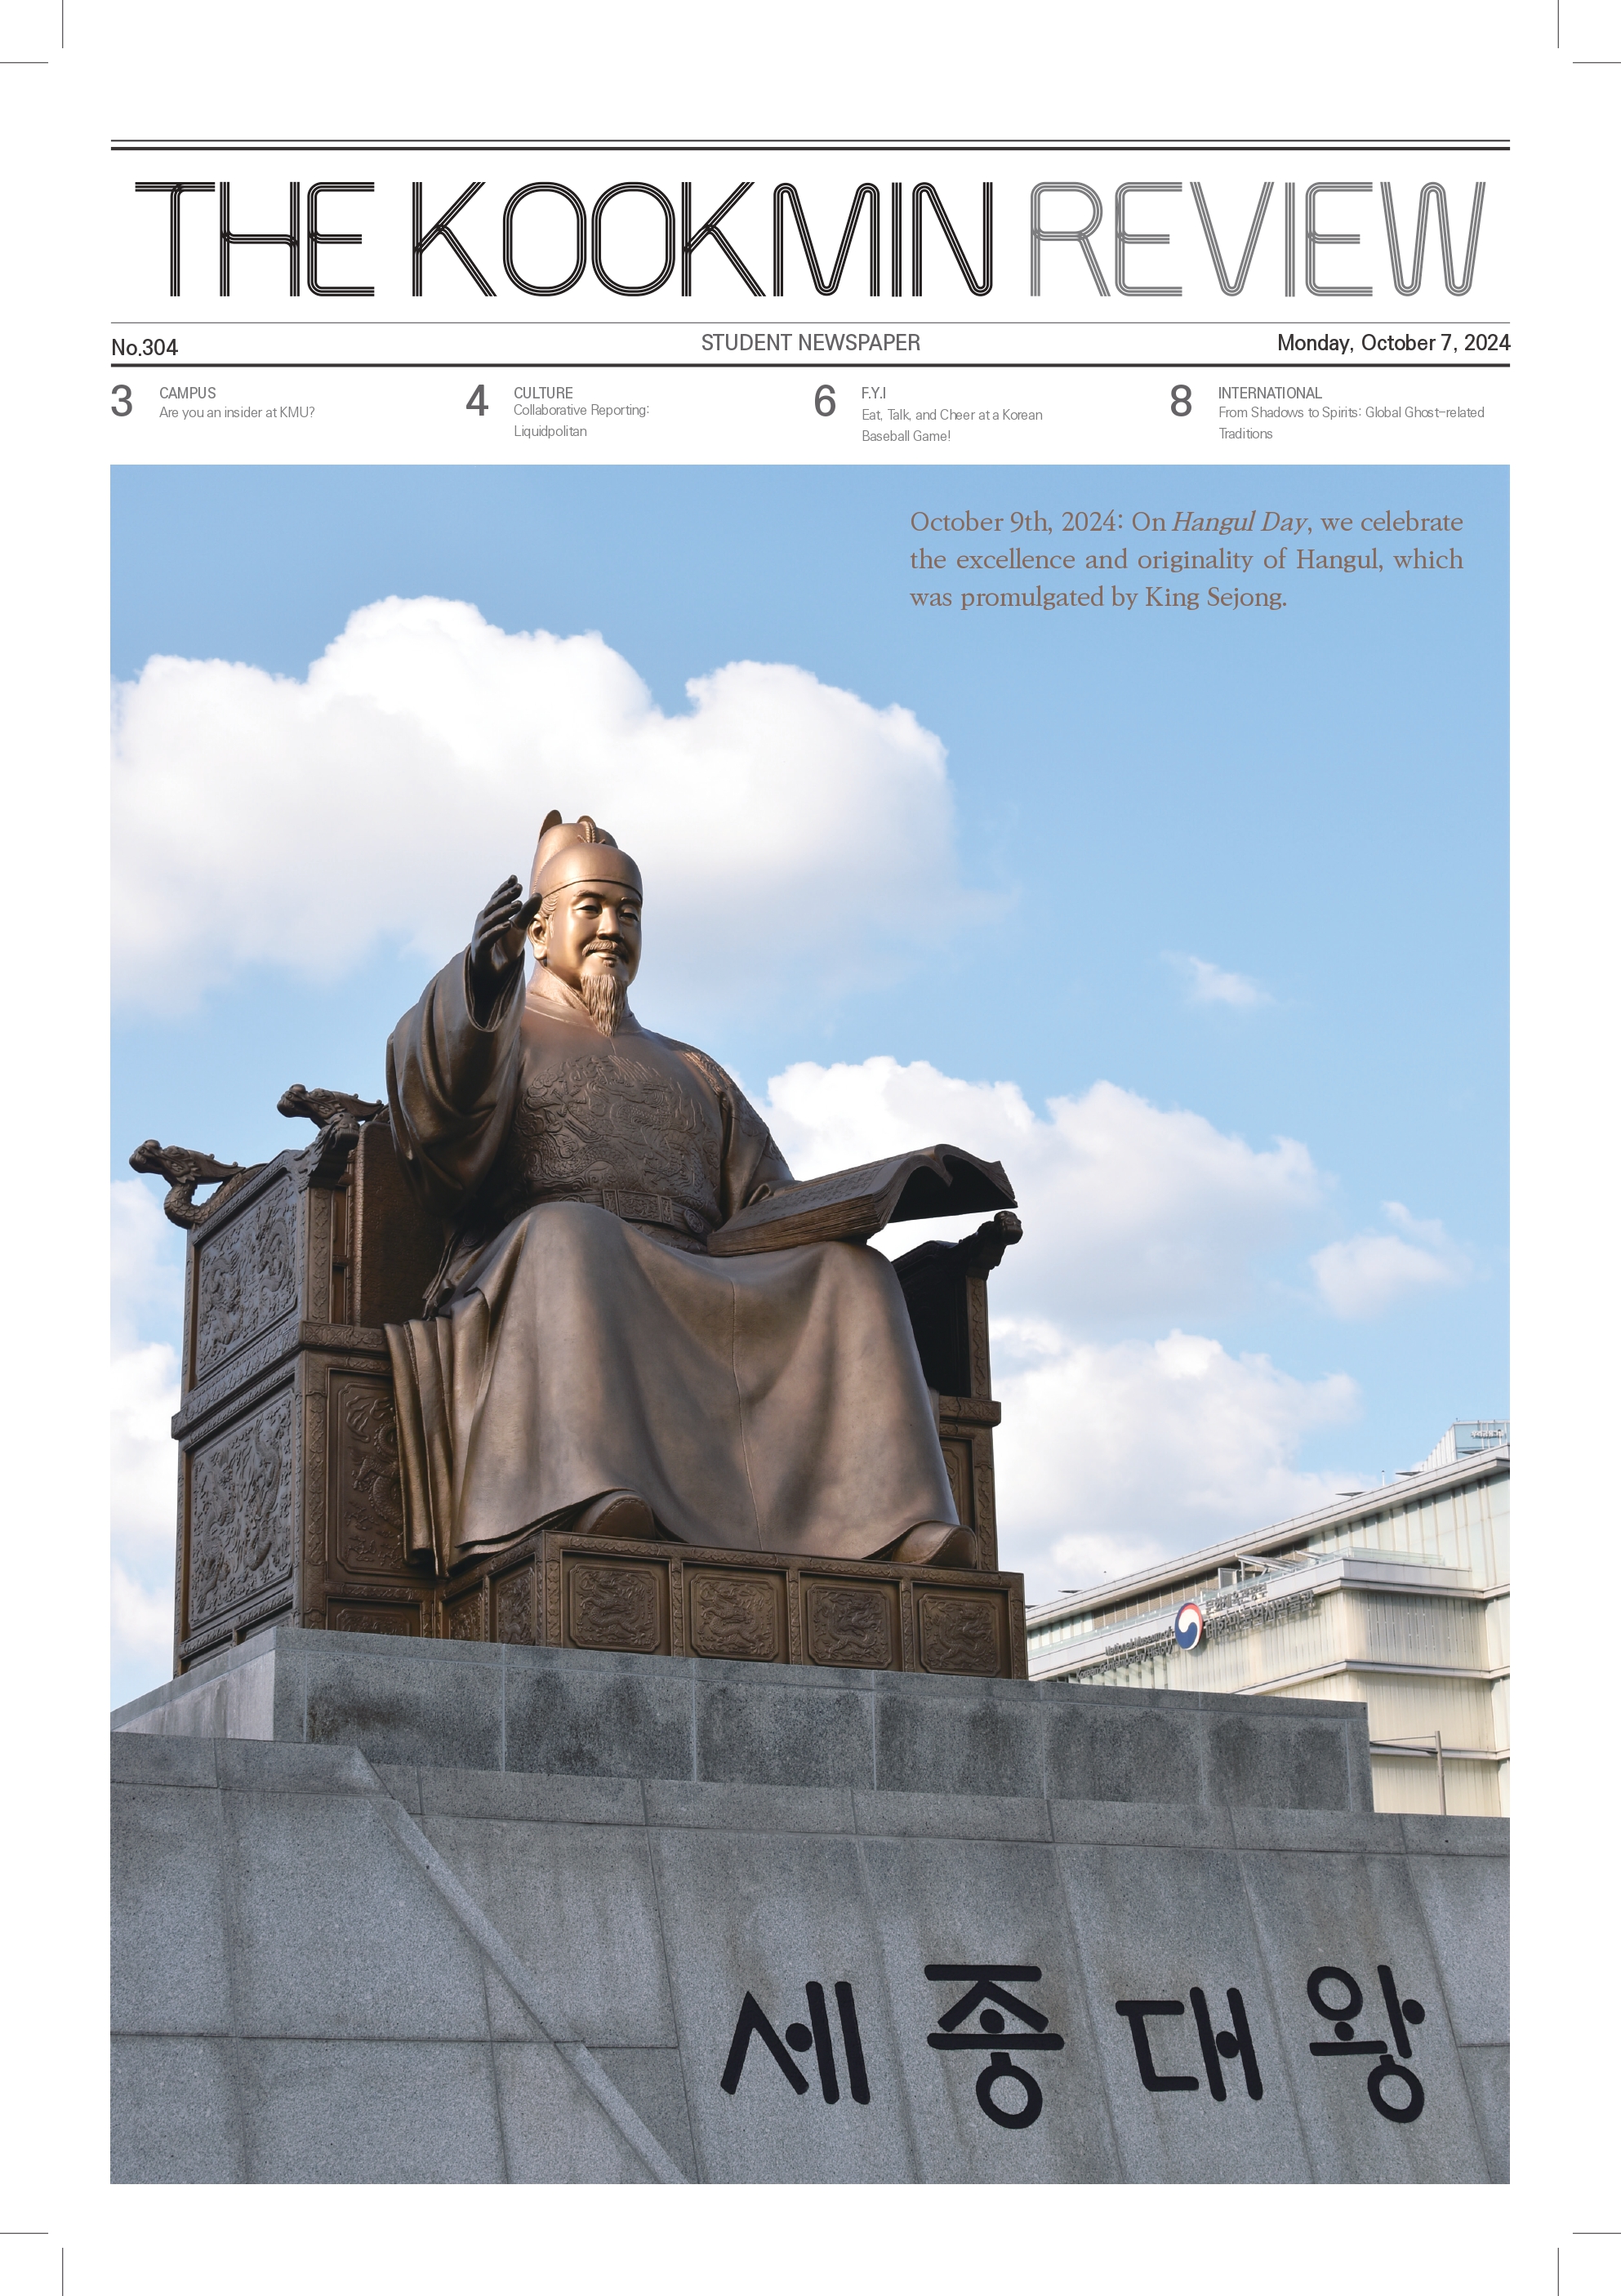 THE KOOKMIN REVIEW
No.304
STUDENT NEWSPAPER
Monday, October 7, 2024
3
CAMPUS
Are you an insider at KMU?
4
CULTURE
Collaborative Reporting:
Liquidpolitan
6
F.Y.I
Eat, Talk, and Cheer at a Korean
Baseball Game!
8
INTERNATIONAL
From Shadows to Spirits: Global Ghost-related
Traditions
October 9th, 2024: On Hangul Day, we celebrate
the excellence and originality of Hangul, which
was promulgated by King Sejong.
National Museum of
세종대왕